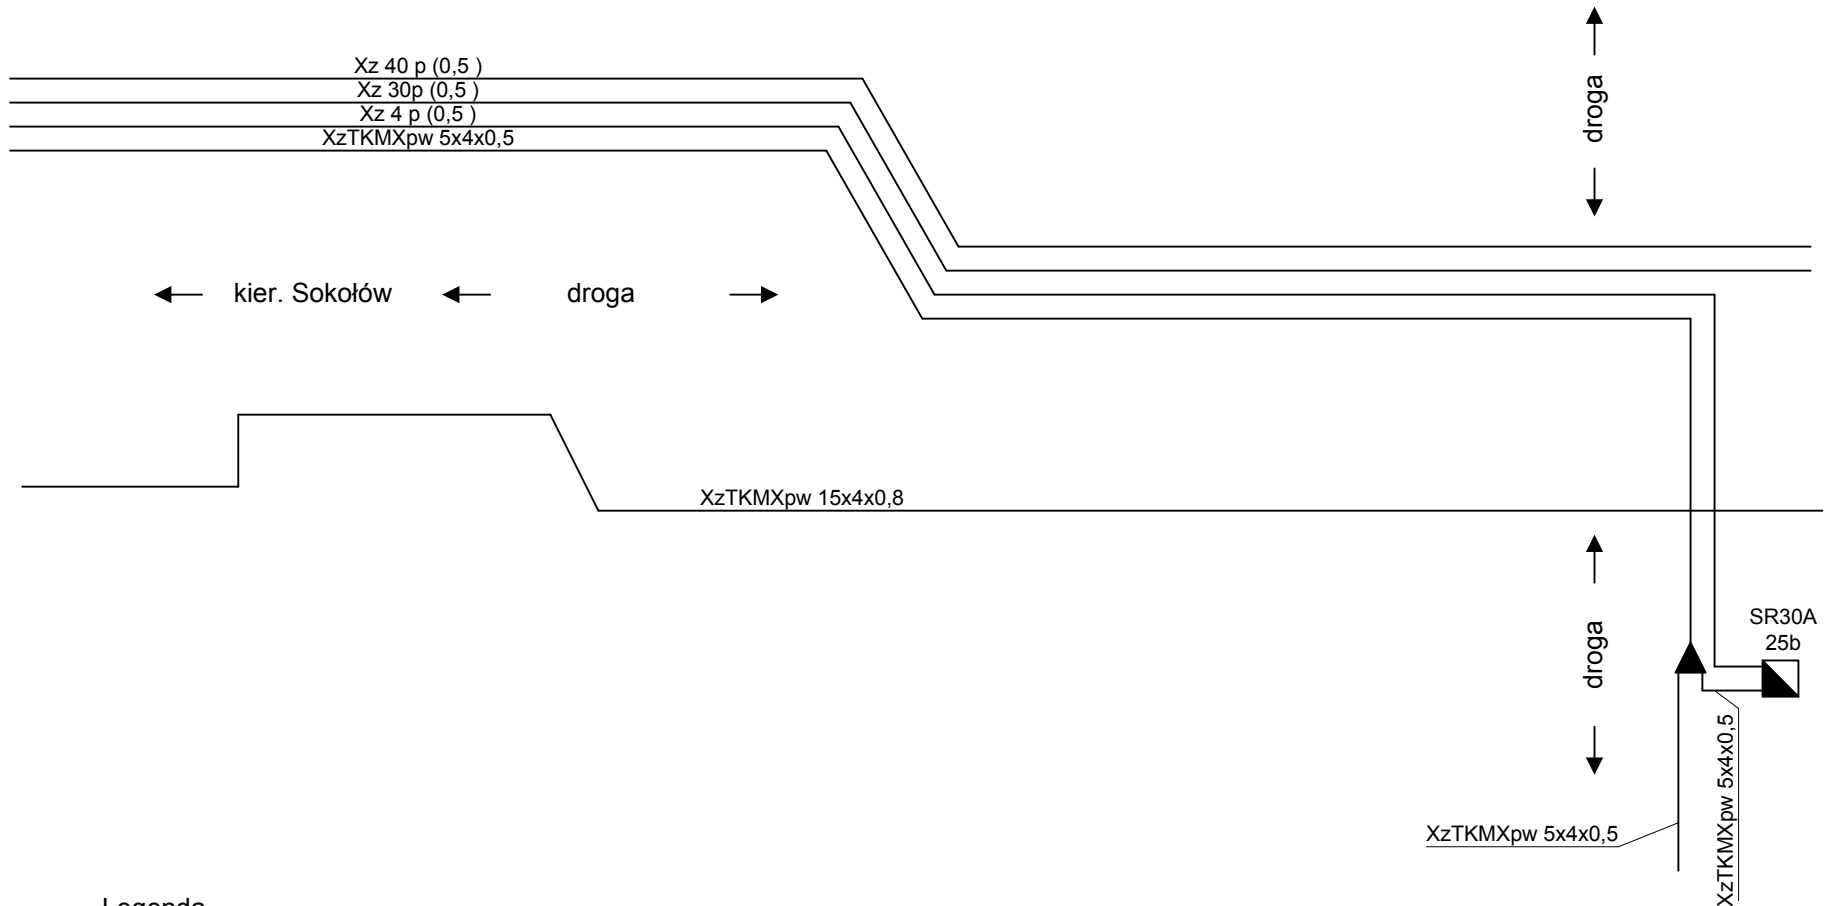 Xz 40 p (0,5 )
Xz 30p (0,5 )
Xz 4 p (0,5 )
XzTKMXpw 5x4x0,5
droga
kier. Sokołów
droga
XzTKMXpw 15x4x0,8
droga
SR30A
25b
XzTKMXpw 5x4x0,5
XzTKMXpw 5x4x0,5
Legenda